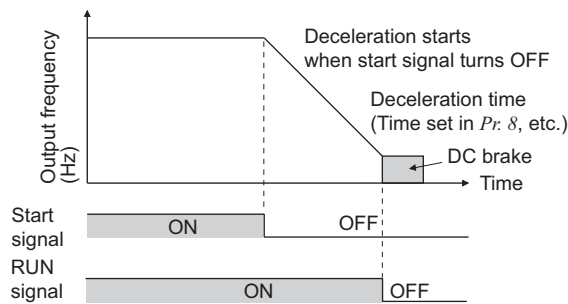 Output frequency
(Hz)
Deceleration starts
when start signal turns OFF
Deceleration time
(Time set in Pr. 8, etc.)
DC brake
Time
Start
signal
ON
OFF
RUN
signal
ON
OFF